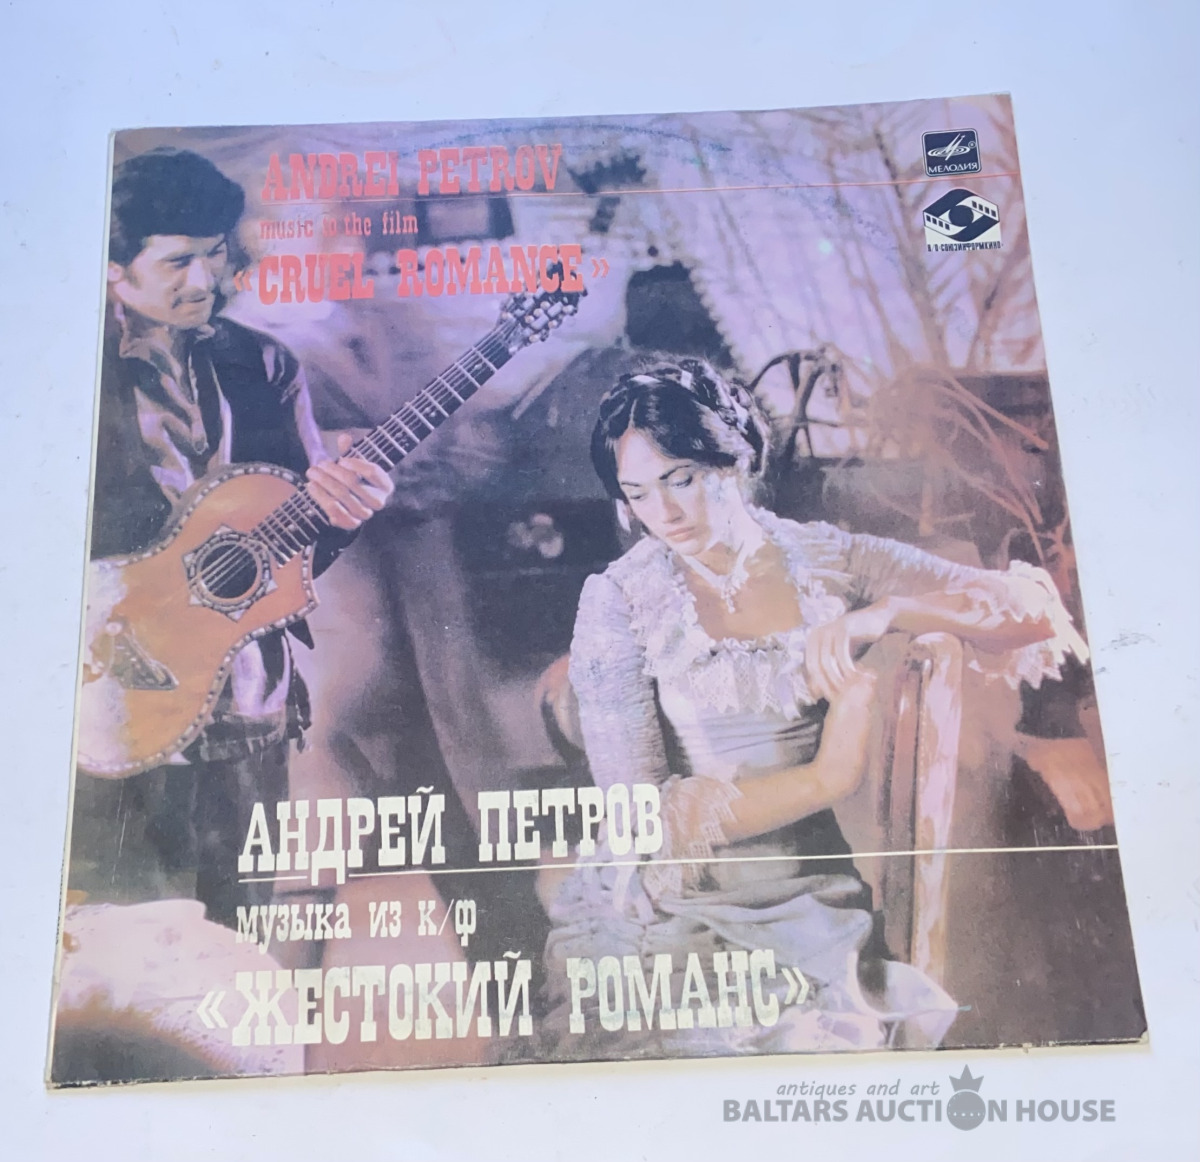 ANDREI PETROV
music to the film
«CRUEL ROMANCE»
МЕЛОДИЯ
В/О·СОЮЗИНФОРМКИНО·
АНДРЕЙ ПЕТРОВ
музыка из к/ф
«ЖЕСТОКИЙ РОМАНС»
antiques and art
BALTARS AUCTION HOUSE